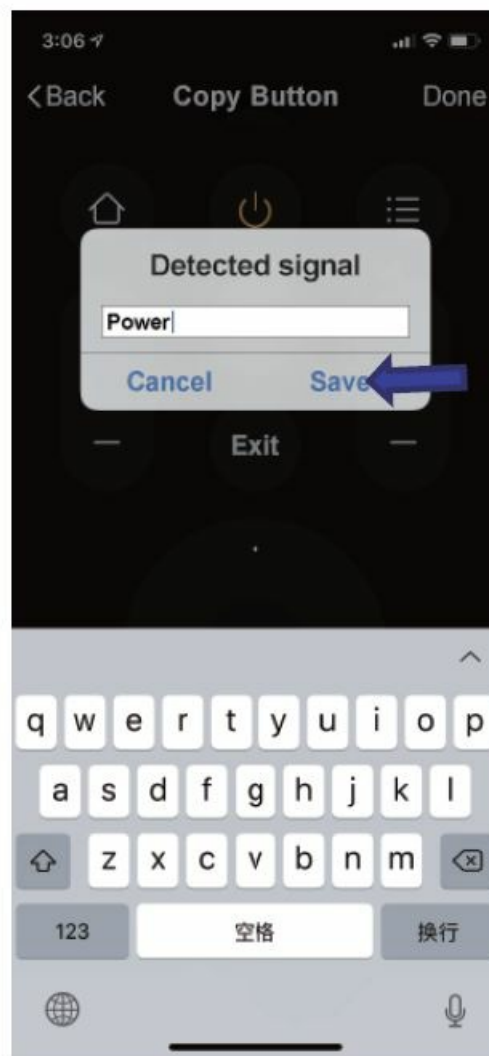 3:06
<Back Copy Button Done
Detected signal
Power
Cancel Save
Exit
q w e r t y u i o p
a s d f g h j k l
z x c v b n m
123 空格 换行